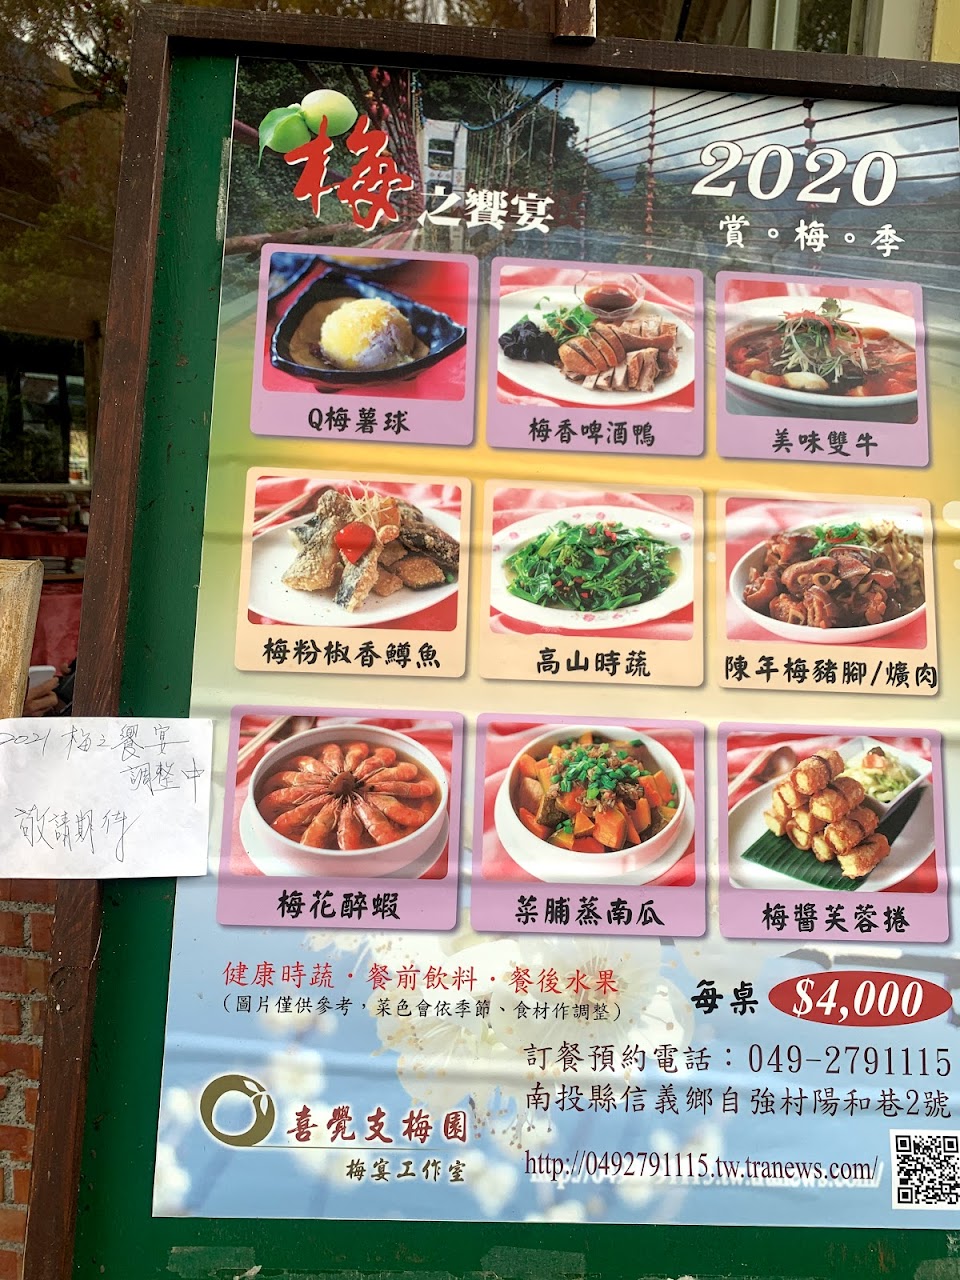 梅之饗宴
2020
賞。梅。季
Q梅薯球
梅香啤酒鴨
美味雙牛
梅粉椒香鱒魚
高山時蔬
陳年梅豬腳/爌肉
2021 梅之饗宴
調整中
敬請期待
梅花醉蝦
菜脯蒸南瓜
梅醬芙蓉捲
健康時蔬·餐前飲料·餐後水果
(圖片僅供參考，菜色會依季節、食材作調整)
每桌 $4,000
訂餐預約電話：049-2791115
南投縣信義鄉自強村陽和巷2號
喜覺支梅園
梅宴工作室
http://0492791115.tw.tranews.com/